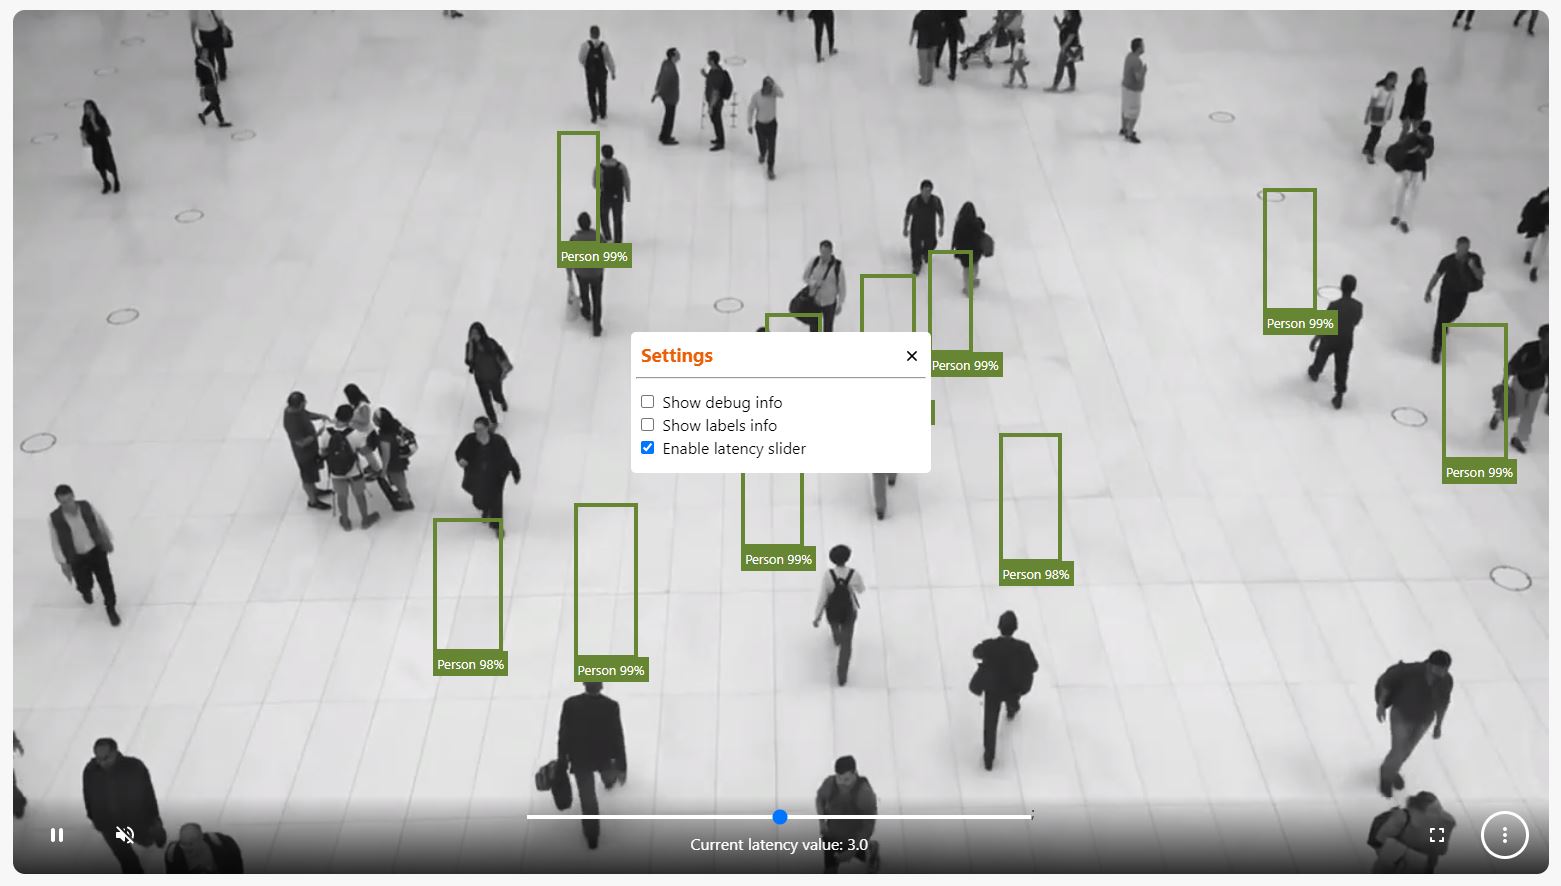 Person 99%
Person 99%
Settings
Person 99%
Show debug info
Show labels info
Enable latency slider
Person 99%
Person 99%
Person 98%
Person 98%
Person 99%
Current latency value: 3.0